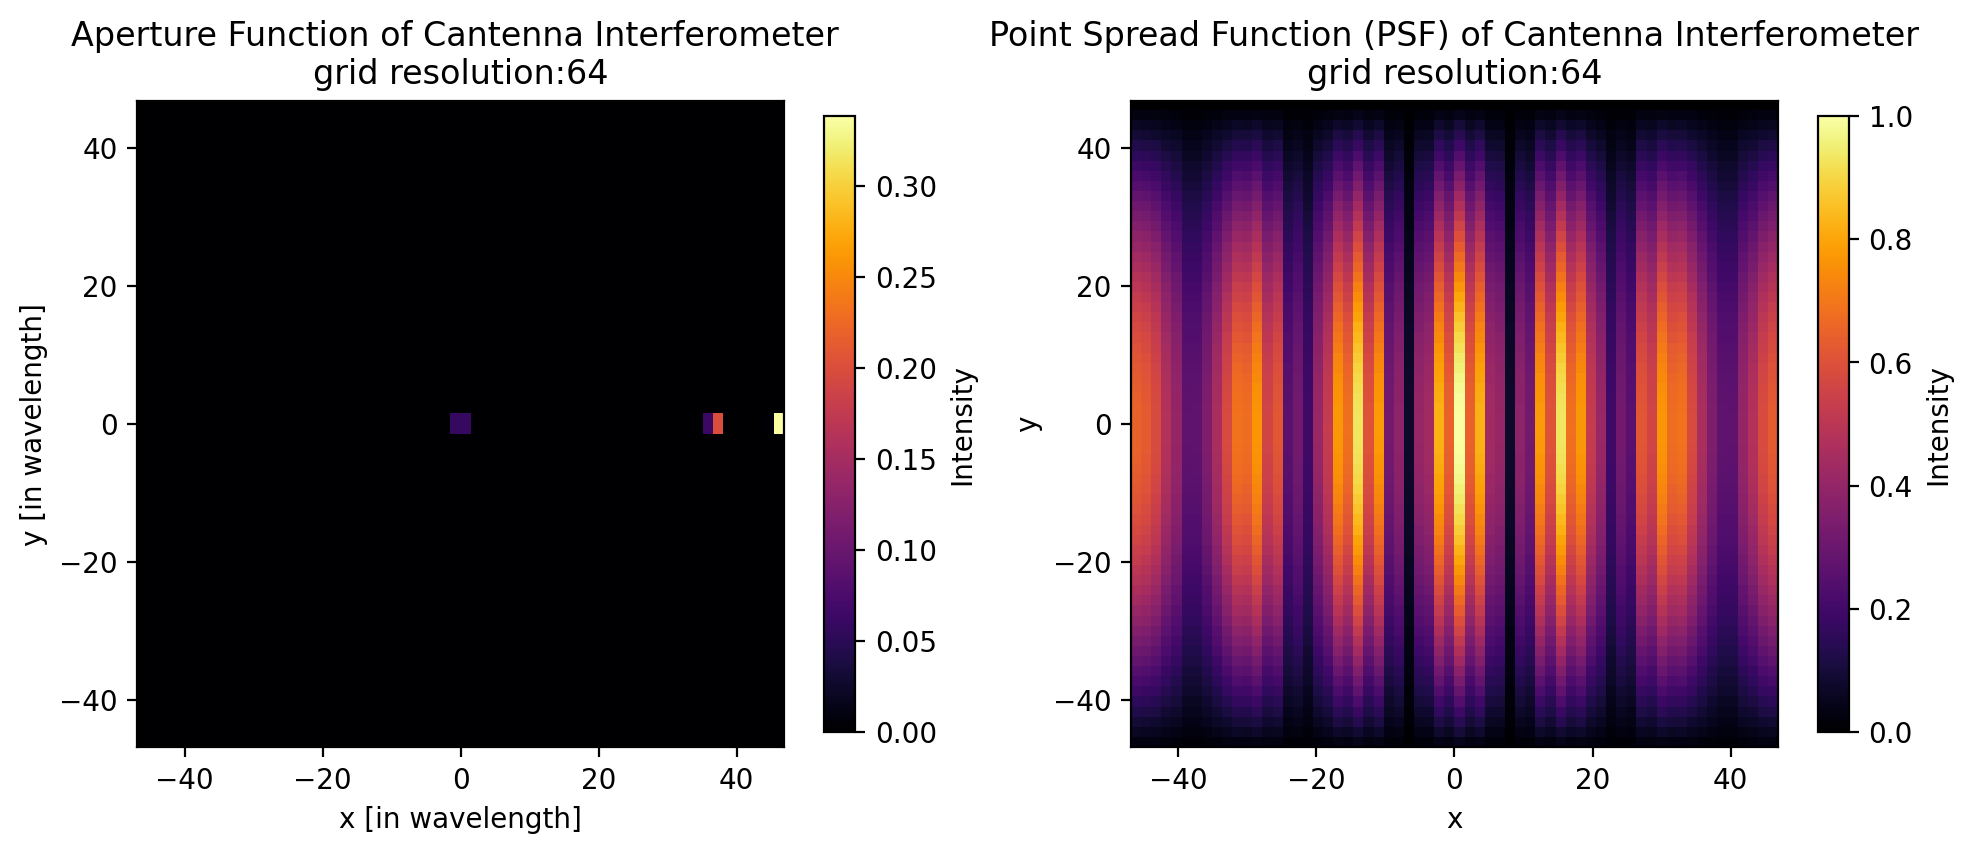 Aperture Function of Cantenna Interferometer
grid resolution:64
40
20
0
−20
−40
y [in wavelength]
−40 −20 0 20 40
x [in wavelength]
0.30
0.25
0.20
0.15
0.10
0.05
0.00
Intensity
Point Spread Function (PSF) of Cantenna Interferometer
grid resolution:64
40
20
0
−20
−40
y
−40 −20 0 20 40
x
1.0
0.8
0.6
0.4
0.2
0.0
Intensity